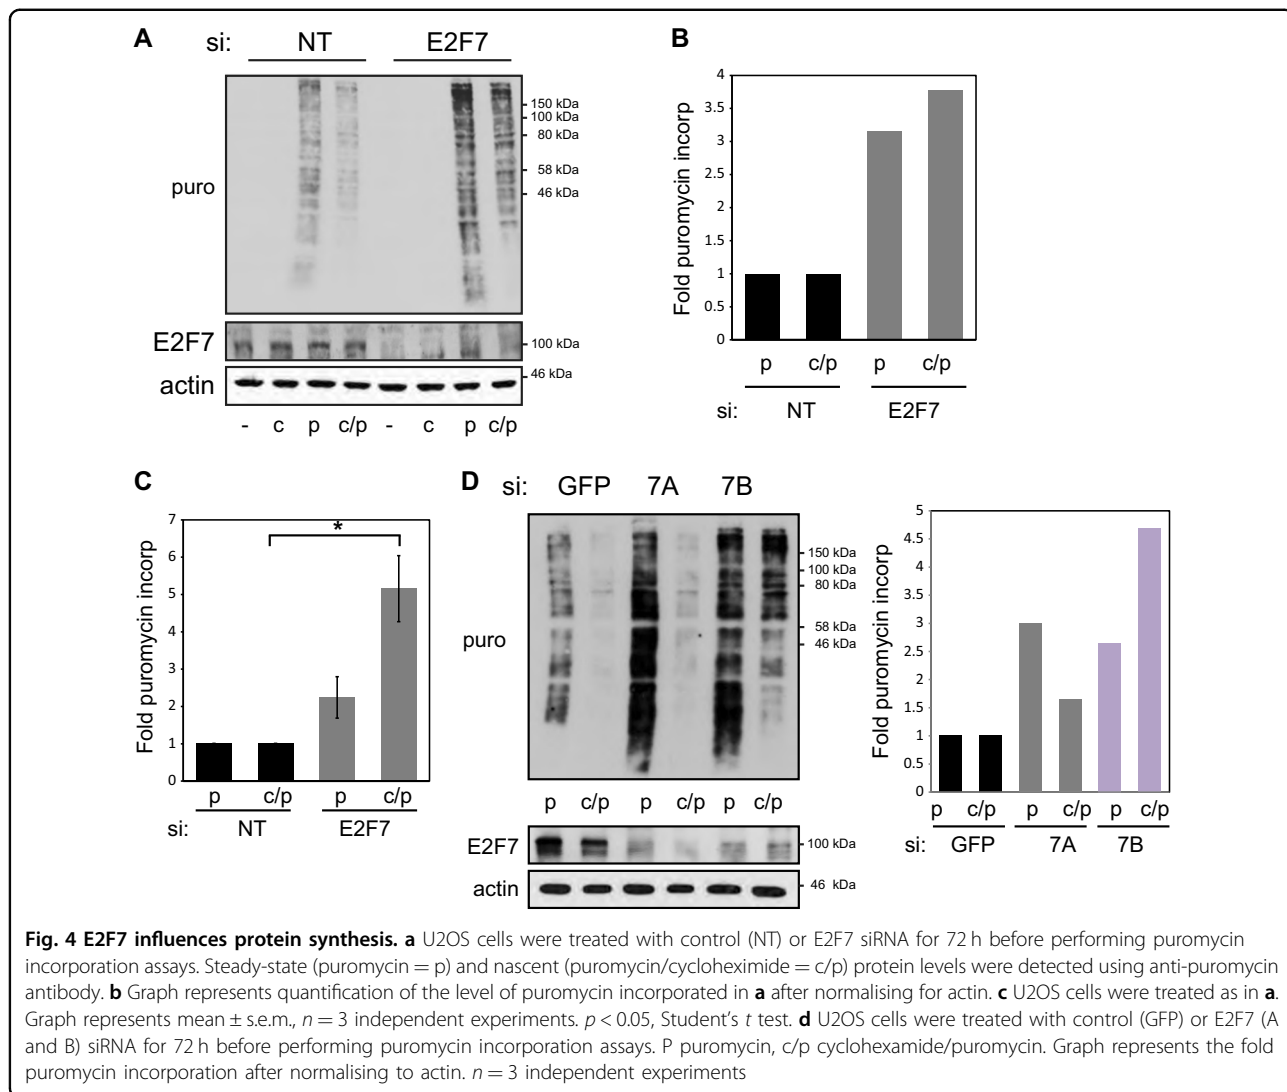 A
si: NT E2F7
puro
150 kDa
100 kDa
80 kDa
58 kDa
46 kDa
E2F7
100 kDa
actin
46 kDa
- c p c/p - c p c/p
B
Fold puromycin incorp
4
3.5
3
2.5
2
1.5
1
0.5
0
p c/p p c/p
si: NT E2F7
C
Fold puromycin incorp
7
6
5
4
3
2
1
0
*
p c/p p c/p
si: NT E2F7
D
si: GFP 7A 7B
puro
150 kDa
100 kDa
80 kDa
58 kDa
46 kDa
p c/p p c/p p c/p
E2F7
100 kDa
actin
46 kDa
Fold puromycin incorp
5
4.5
4
3.5
3
2.5
2
1.5
1
0.5
0
p c/p p c/p p c/p
si: GFP 7A 7B
Fig. 4 E2F7 influences protein synthesis. a U2OS cells were treated with control (NT) or E2F7 siRNA for 72 h before performing puromycin
incorporation assays. Steady-state (puromycin = p) and nascent (puromycin/cycloheximide = c/p) protein levels were detected using anti-puromycin
antibody. b Graph represents quantification of the level of puromycin incorporated in a after normalising for actin. c U2OS cells were treated as in a.
Graph represents mean ± s.e.m., n = 3 independent experiments. p < 0.05, Student's t test. d U2OS cells were treated with control (GFP) or E2F7 (A
and B) siRNA for 72 h before performing puromycin incorporation assays. P puromycin, c/p cyclohexamide/puromycin. Graph represents the fold
puromycin incorporation after normalising to actin. n = 3 independent experiments